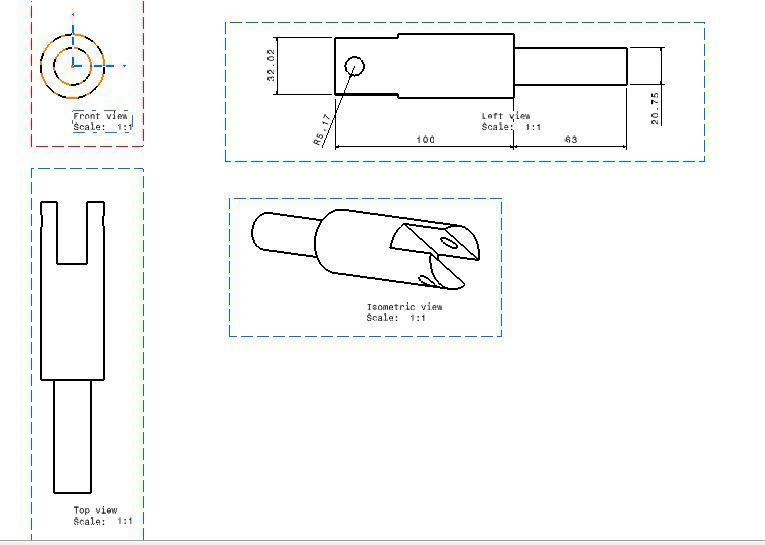 Front view
Scale: 1:1
32.02
R5.17
Left view
Scale: 1:1
100
63
20.75
Isometric view
Scale: 1:1
Top view
Scale: 1:1